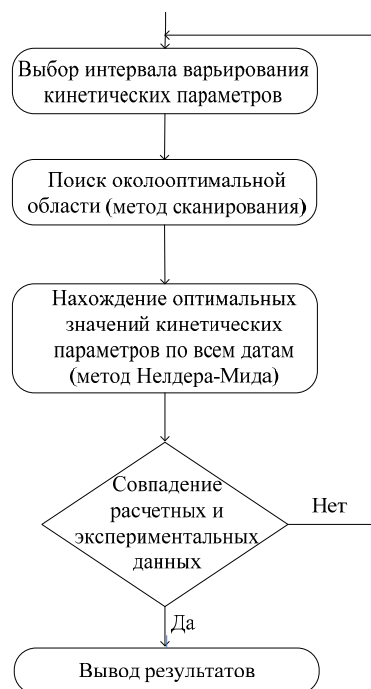 Выбор интервала варьирования
кинетических параметров
Поиск околооптимальной
области (метод сканирования)
Нахождение оптимальных
значений кинетических
параметров по всем датам
(метод Нелдера-Мида)
Совпадение
расчетных и
экспериментальных
данных
Нет
Да
Вывод результатов